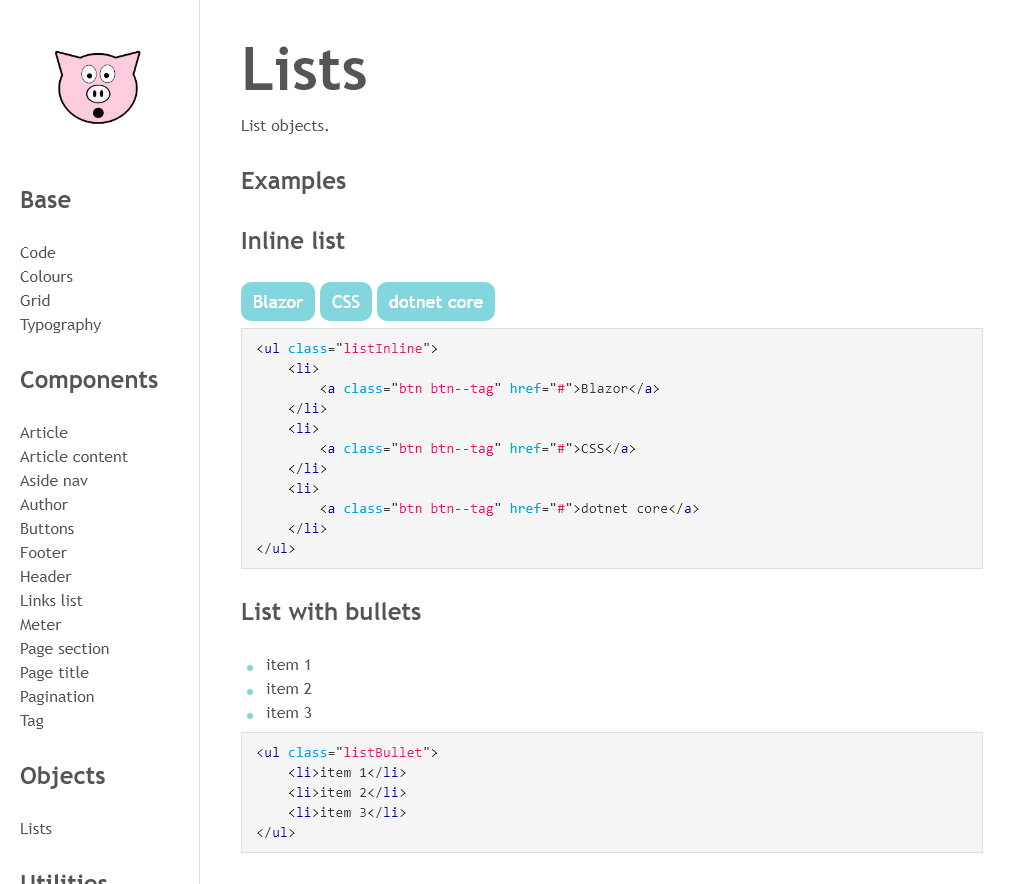 Base
Code
Colours
Grid
Typography
Components
Article
Article content
Aside nav
Author
Buttons
Footer
Header
Links list
Meter
Page section
Page title
Pagination
Tag
Objects
Lists
Utilities
Lists
List objects.
Examples
Inline list
Blazor CSS dotnet core
<ul class="listInline">
    <li>
        <a class="btn btn--tag" href="#">Blazor</a>
    </li>
    <li>
        <a class="btn btn--tag" href="#">CSS</a>
    </li>
    <li>
        <a class="btn btn--tag" href="#">dotnet core</a>
    </li>
</ul>
List with bullets
item 1
item 2
item 3
<ul class="listBullet">
    <li>item 1</li>
    <li>item 2</li>
    <li>item 3</li>
</ul>